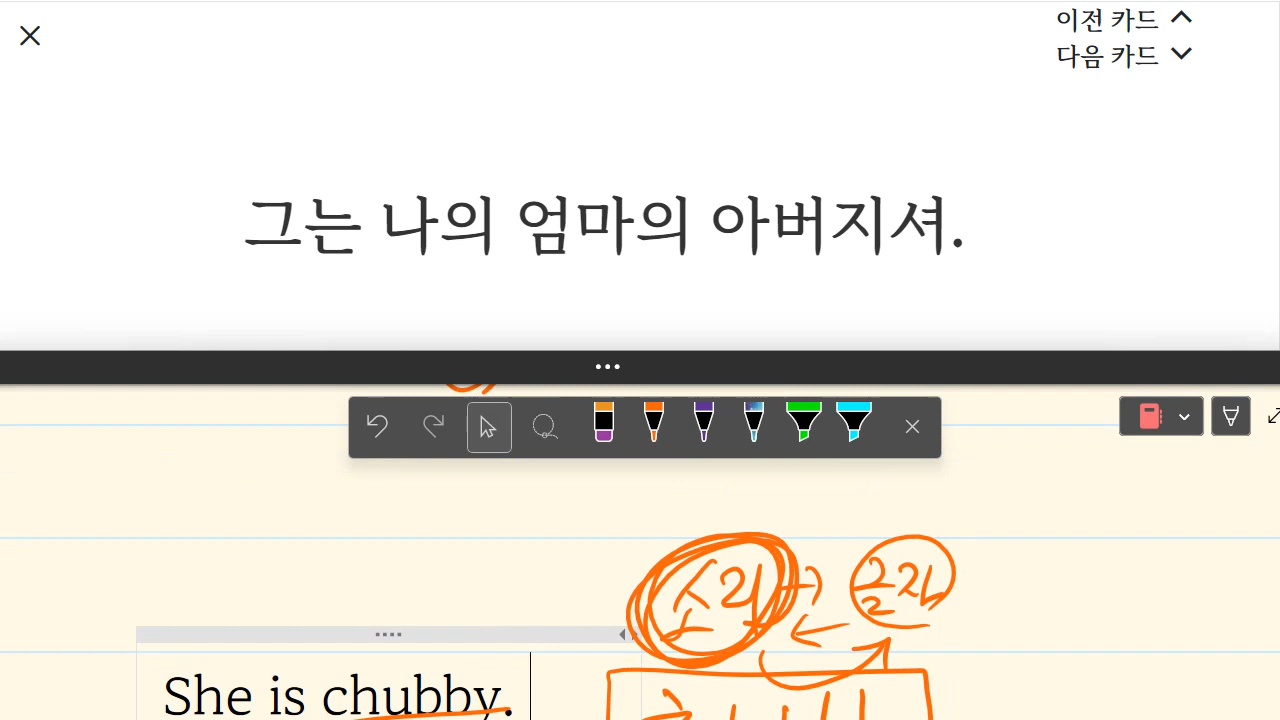 이전 카드
다음 카드
그는 나의 엄마의 아버지셔.
소리
글자
She is chubby.